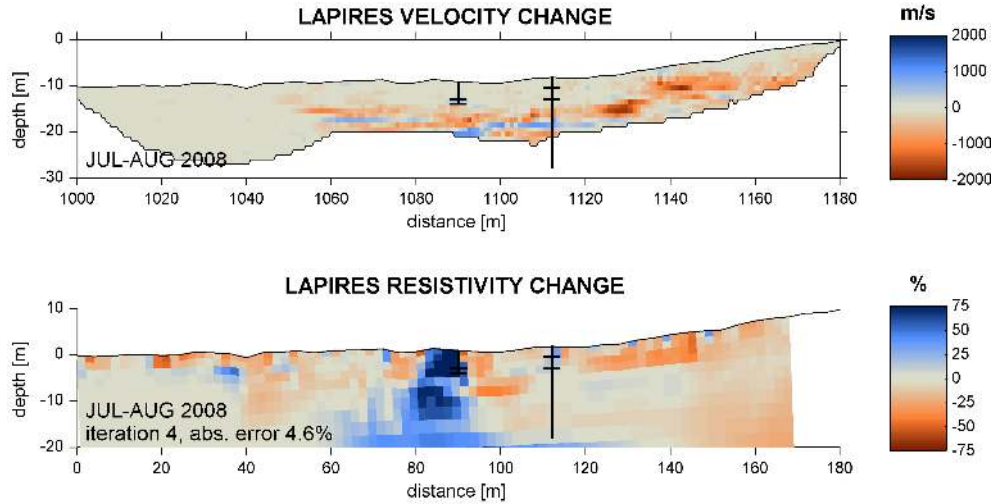 LAPIRES VELOCITY CHANGE
m/s
0
-10
-20
-30
depth [m]
JUL-AUG 2008
1000 1020 1040 1060 1080 1100 1120 1140 1160 1180
distance [m]
2000
1000
0
-1000
-2000
LAPIRES RESISTIVITY CHANGE
%
10
0
-10
-20
depth [m]
JUL-AUG 2008
iteration 4, abs. error 4.6%
0 20 40 60 80 100 120 140 160 180
distance [m]
75
50
25
0
-25
-50
-75